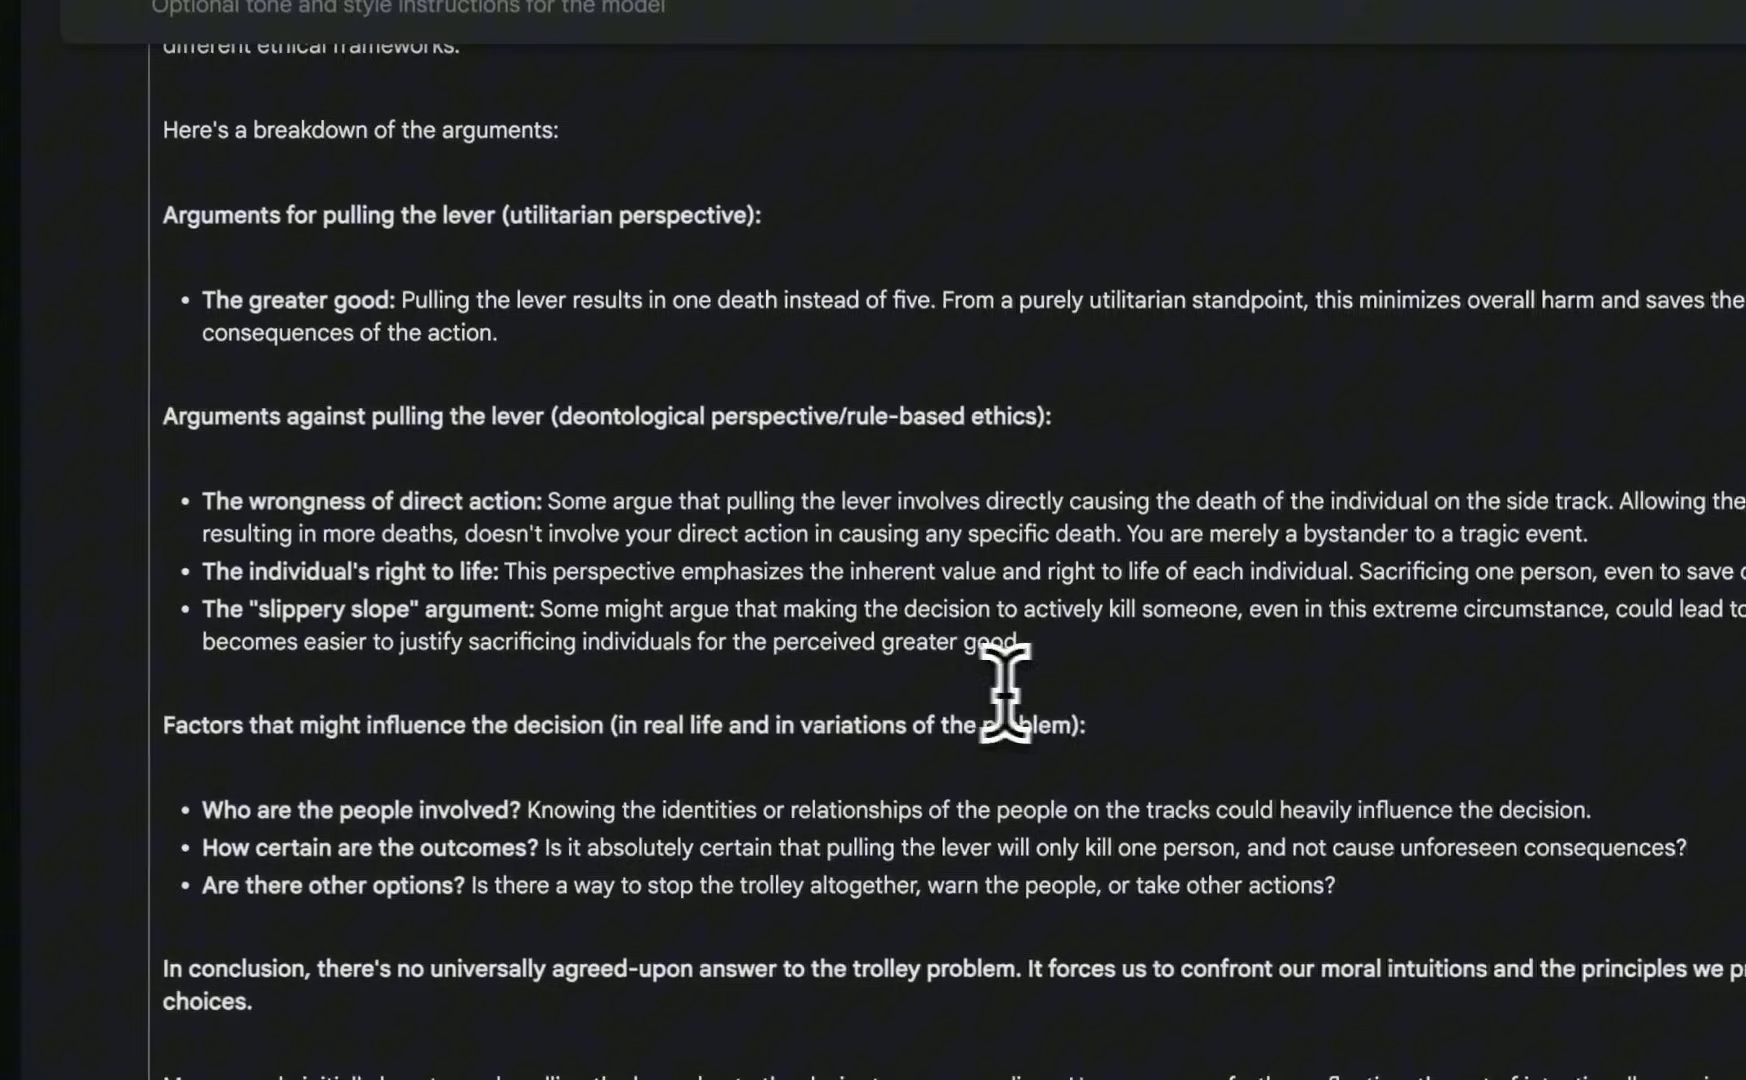 Optional tone and style instructions for the model
different ethical frameworks.
Here's a breakdown of the arguments:
Arguments for pulling the lever (utilitarian perspective):
• The greater good: Pulling the lever results in one death instead of five. From a purely utilitarian standpoint, this minimizes overall harm and saves the
consequences of the action.
Arguments against pulling the lever (deontological perspective/rule-based ethics):
• The wrongness of direct action: Some argue that pulling the lever involves directly causing the death of the individual on the side track. Allowing the
resulting in more deaths, doesn't involve your direct action in causing any specific death. You are merely a bystander to a tragic event.
• The individual's right to life: This perspective emphasizes the inherent value and right to life of each individual. Sacrificing one person, even to save
• The "slippery slope" argument: Some might argue that making the decision to actively kill someone, even in this extreme circumstance, could lead to
becomes easier to justify sacrificing individuals for the perceived greater good.
Factors that might influence the decision (in real life and in variations of the problem):
• Who are the people involved? Knowing the identities or relationships of the people on the tracks could heavily influence the decision.
• How certain are the outcomes? Is it absolutely certain that pulling the lever will only kill one person, and not cause unforeseen consequences?
• Are there other options? Is there a way to stop the trolley altogether, warn the people, or take other actions?
In conclusion, there's no universally agreed-upon answer to the trolley problem. It forces us to confront our moral intuitions and the principles we
choices.